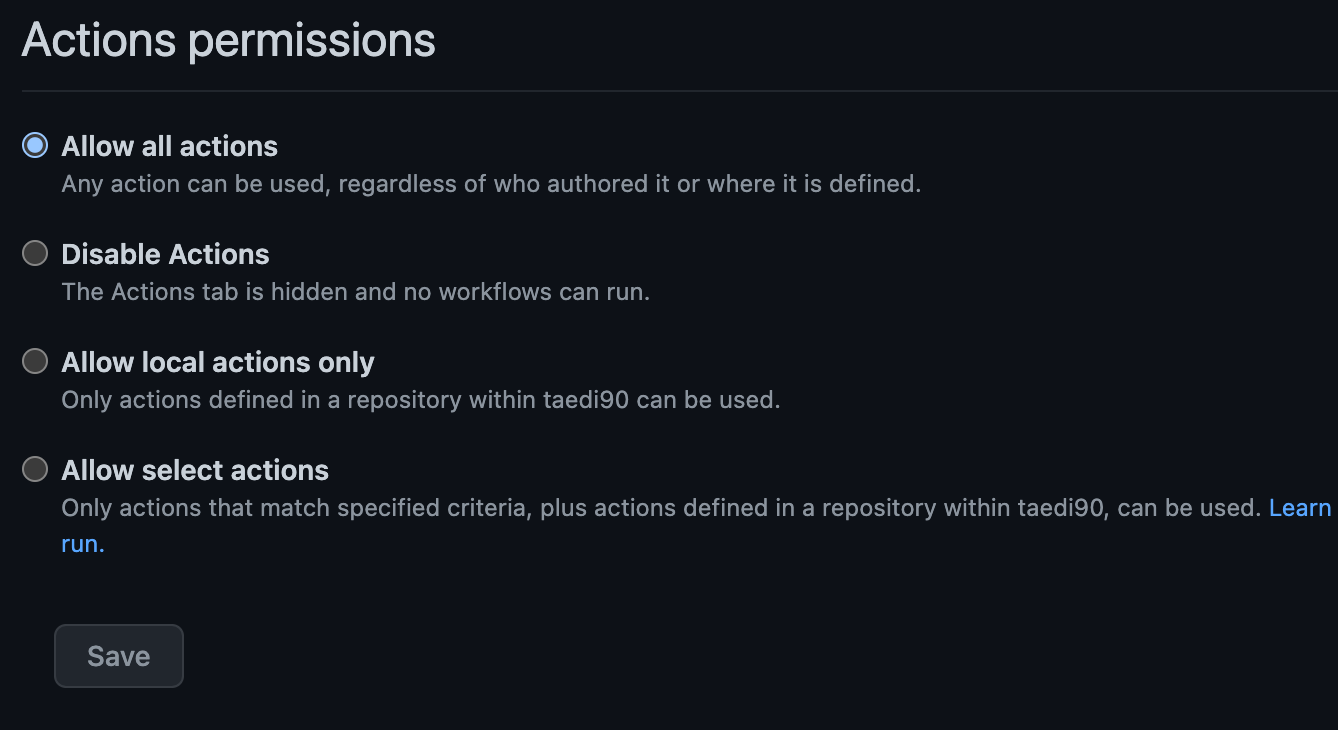 Actions permissions
Allow all actions
Any action can be used, regardless of who authored it or where it is defined.
Disable Actions
The Actions tab is hidden and no workflows can run.
Allow local actions only
Only actions defined in a repository within taedi90 can be used.
Allow select actions
Only actions that match specified criteria, plus actions defined in a repository within taedi90, can be used. Learn
run.
Save